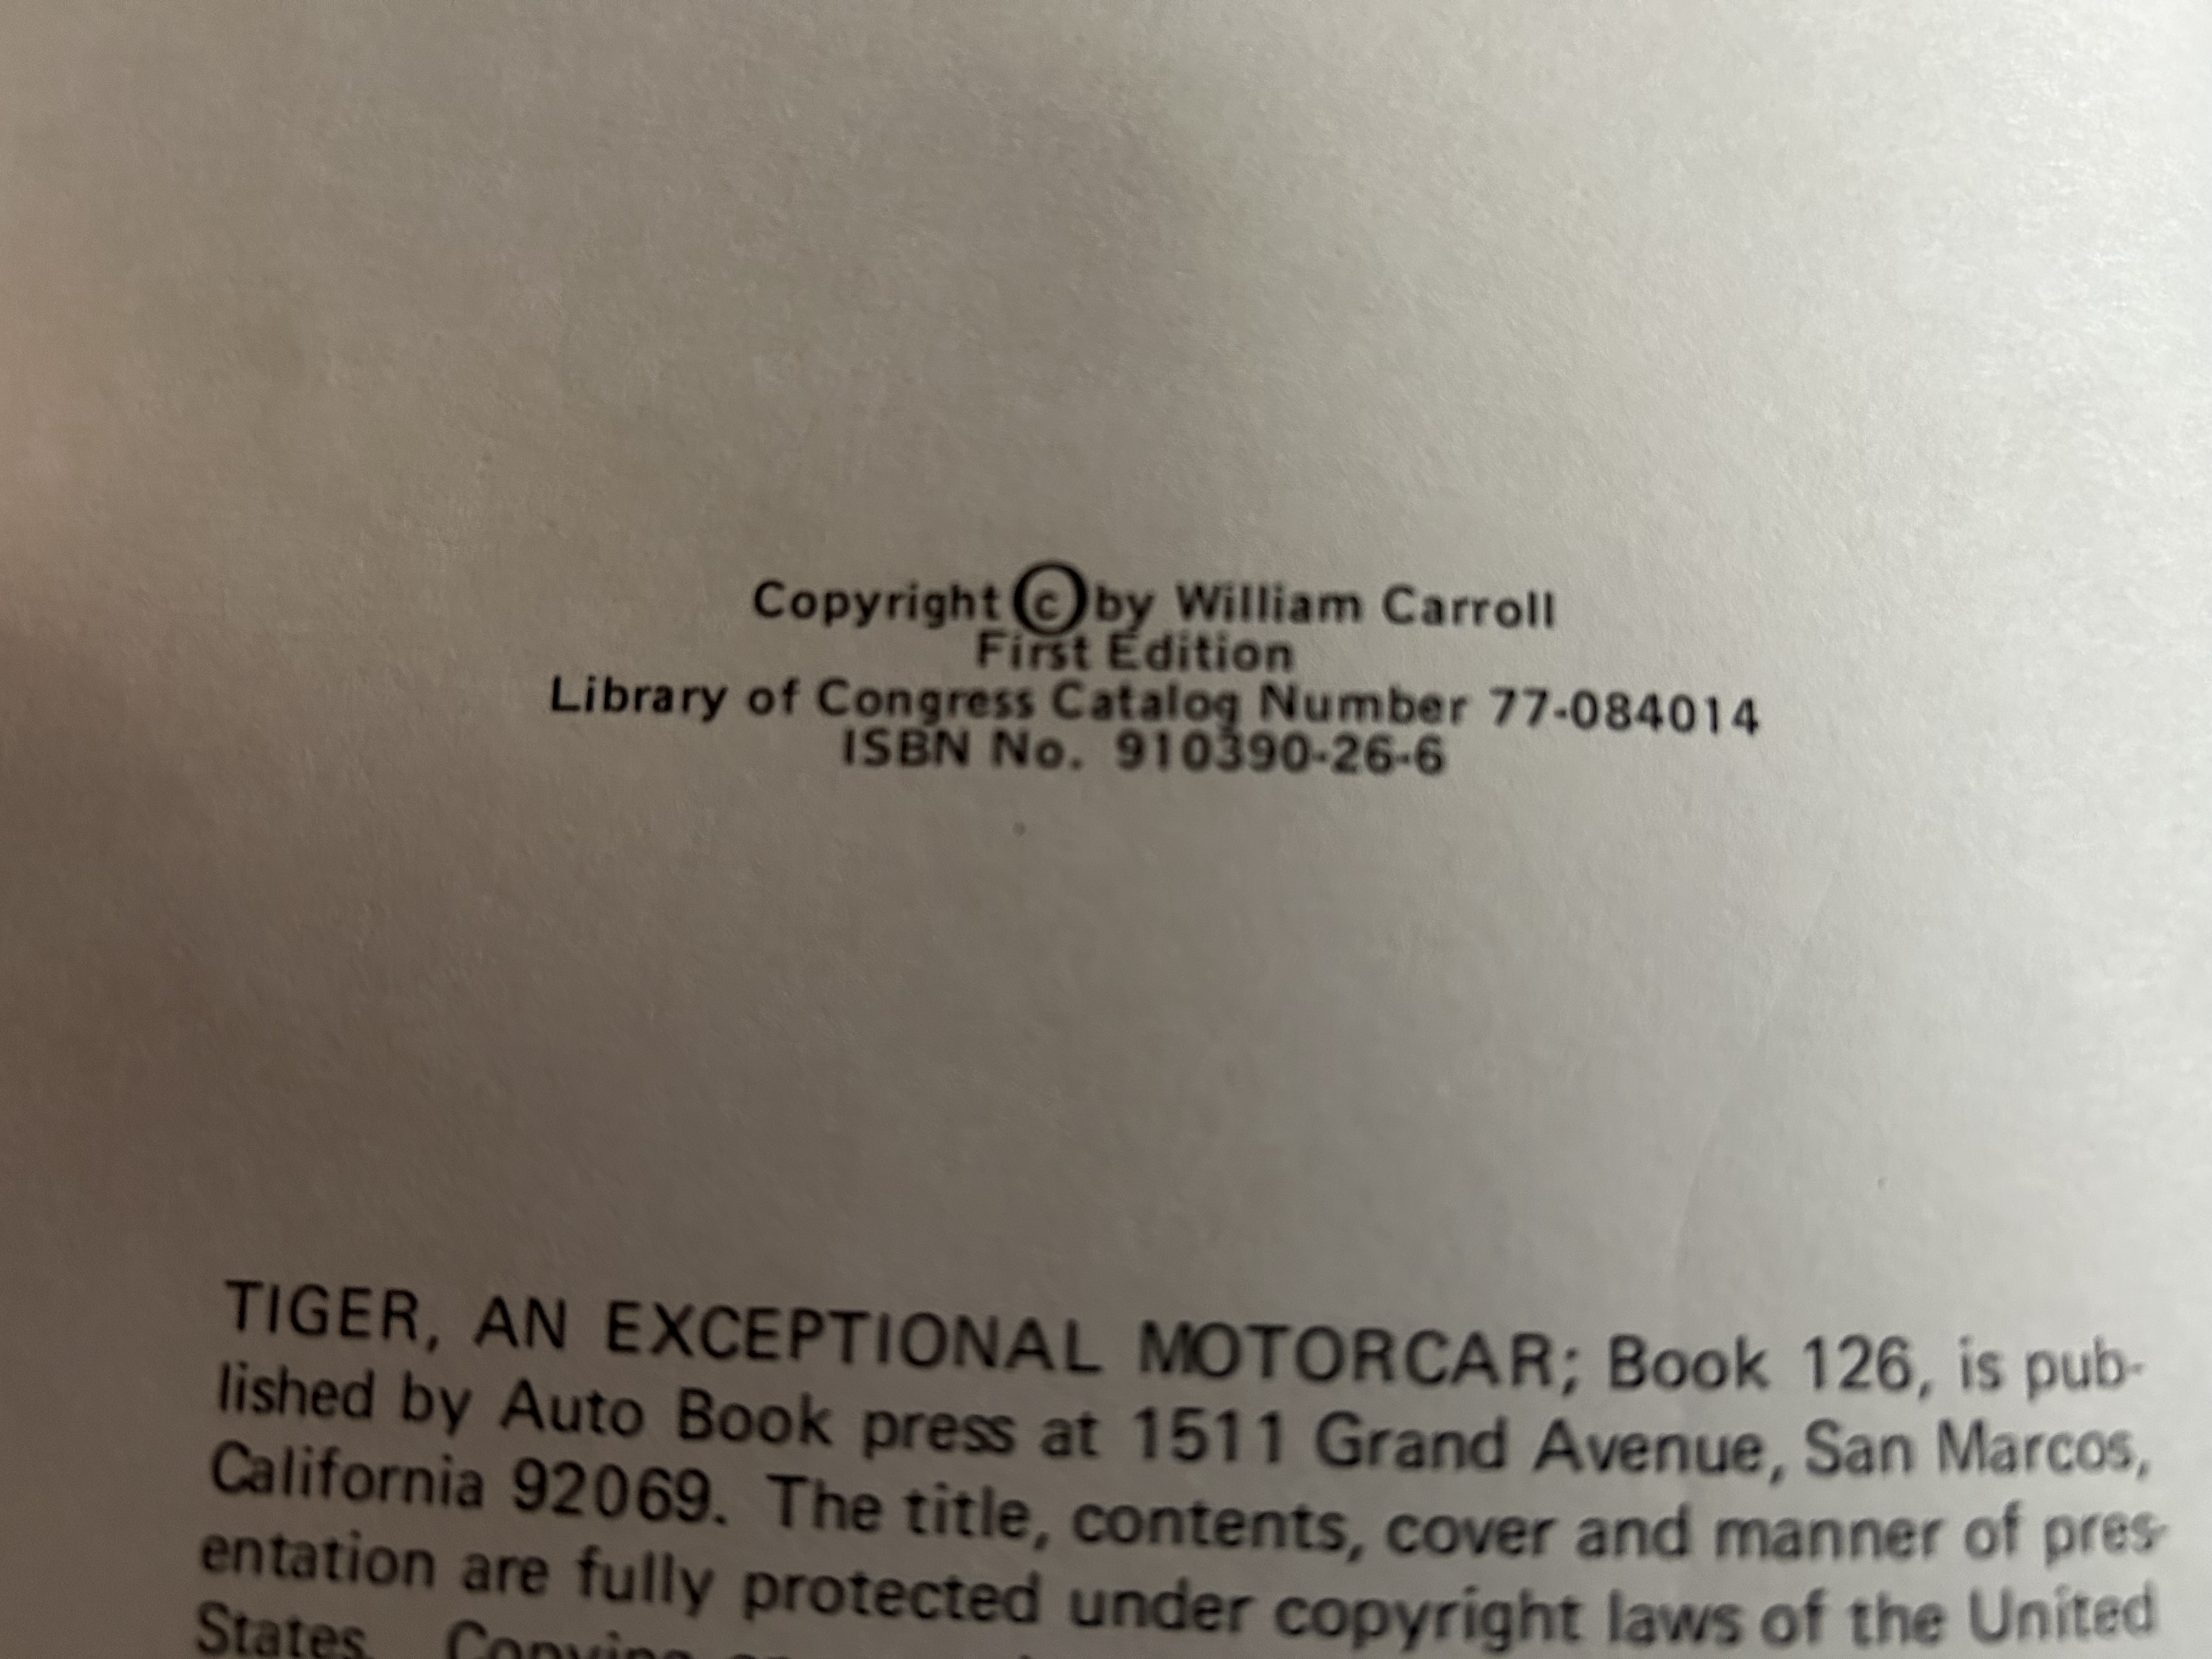 Copyright © by William Carroll
First Edition
Library of Congress Catalog Number 77-084014
ISBN No. 910390-26-6
TIGER, AN EXCEPTIONAL MOTORCAR; Book 126, is pub-
lished by Auto Book press at 1511 Grand Avenue, San Marcos,
California 92069. The title, contents, cover and manner of pres-
entation are fully protected under copyright laws of the United
States. Copying